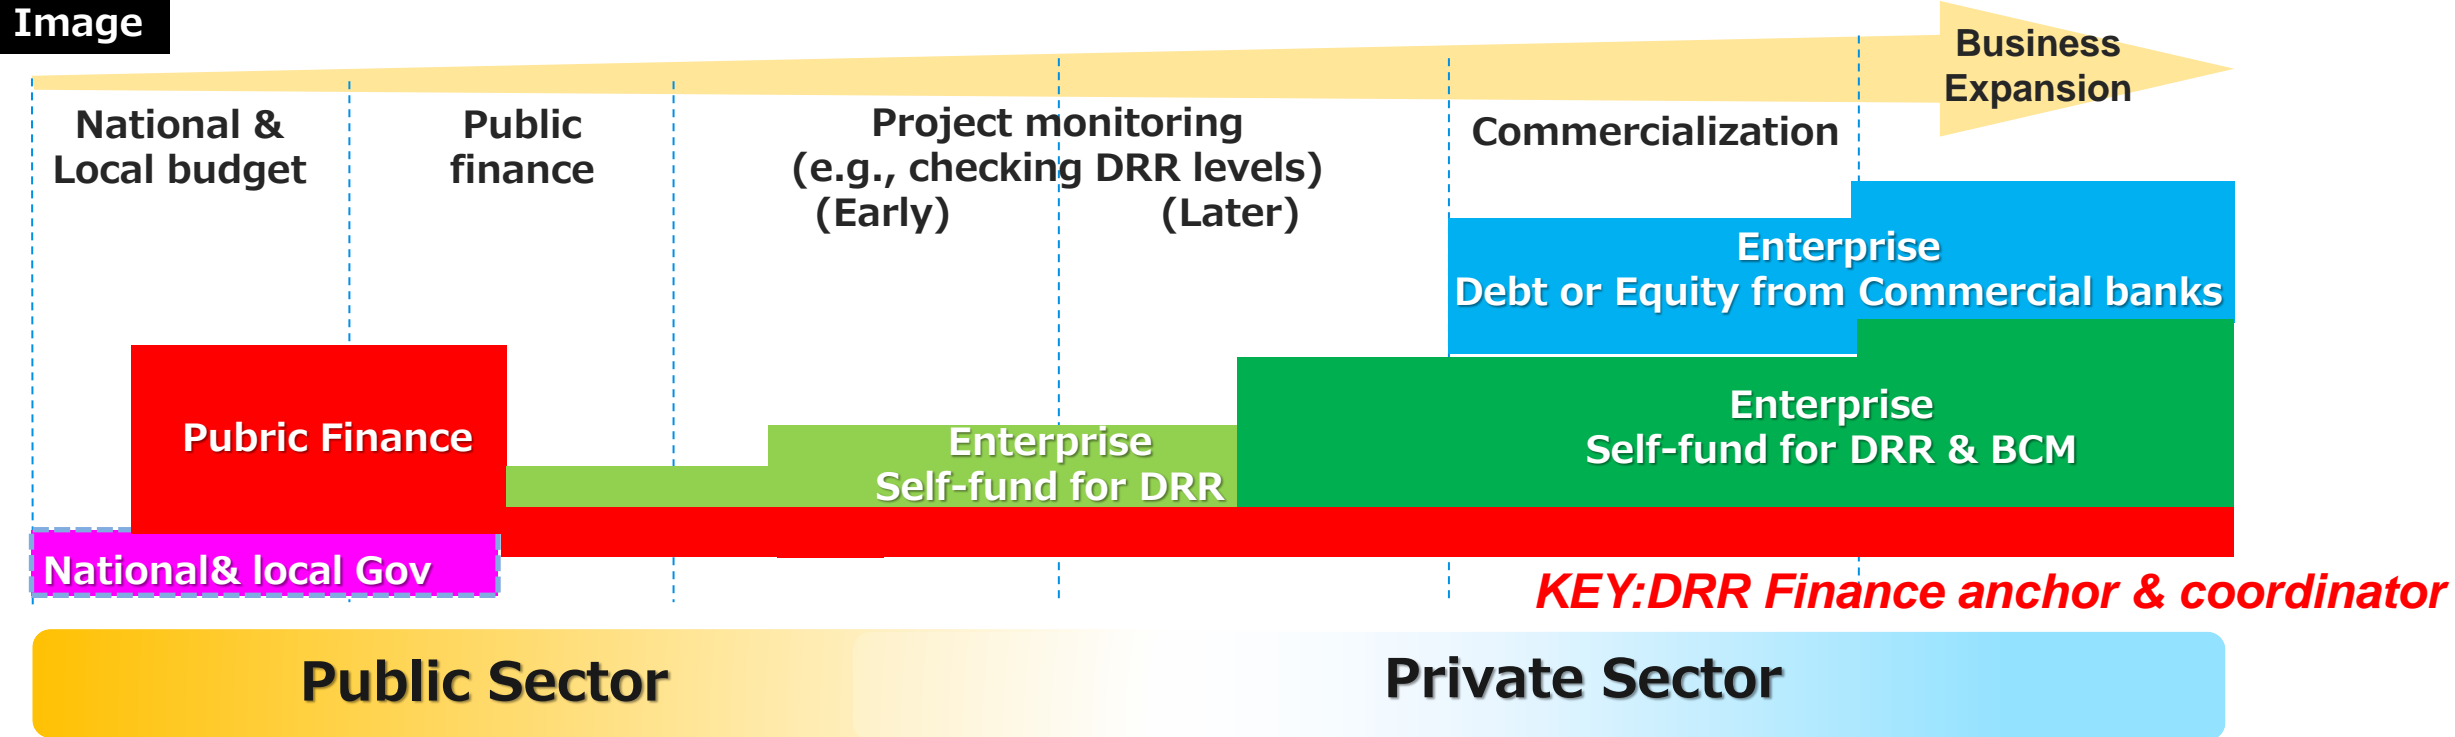 Image
Business
Expansion
National &
Local budget
Public
finance
Project monitoring
(e.g., checking DRR levels)
(Early) (Later)
Commercialization
Enterprise
Debt or Equity from Commercial banks
Pubric Finance
Enterprise
Self-fund for DRR
Enterprise
Self-fund for DRR & BCM
National& local Gov
KEY:DRR Finance anchor & coordinator
Public Sector
Private Sector